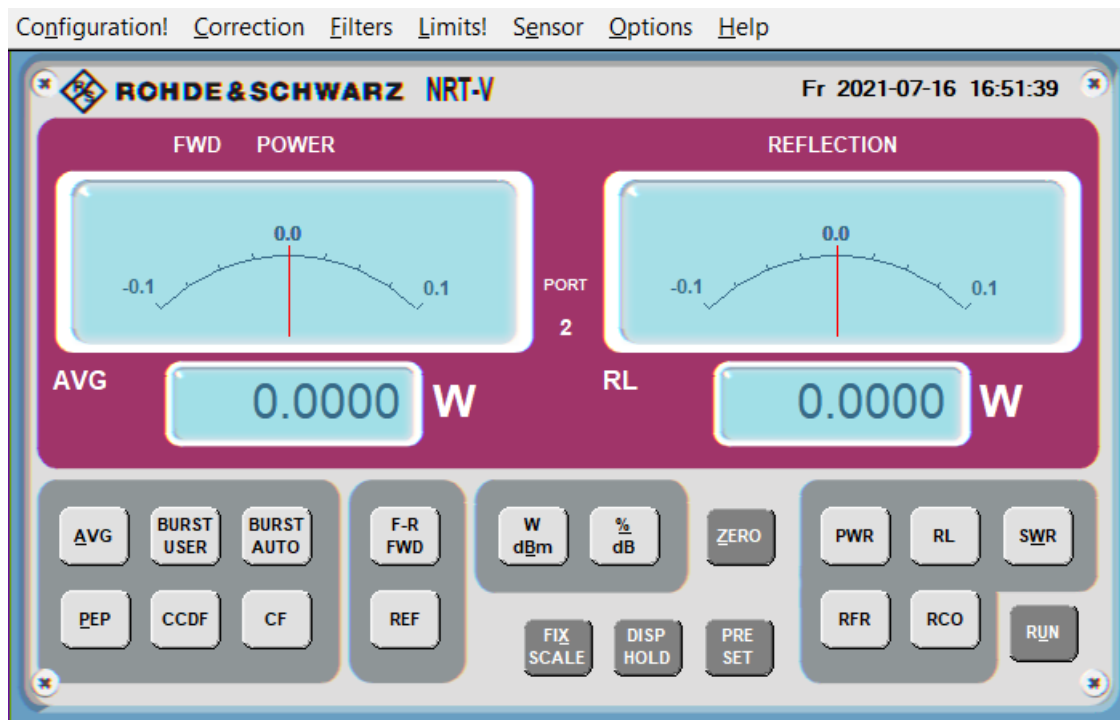 Configuration! Correction Filters Limits! Sensor Options Help
R&S ROHDE&SCHWARZ NRT-V Fr 2021-07-16 16:51:39
FWD POWER REFLECTION
0.0 0.0
-0.1 0.1 PORT -0.1 0.1
2
AVG 0.0000 W RL 0.0000 W
AVG BURST USER BURST AUTO F-R FWD W dBm % dB ZERO PWR RL SWR
PEP CCDF CF REF FIX SCALE DISP HOLD PRE SET RFR RCO RUN